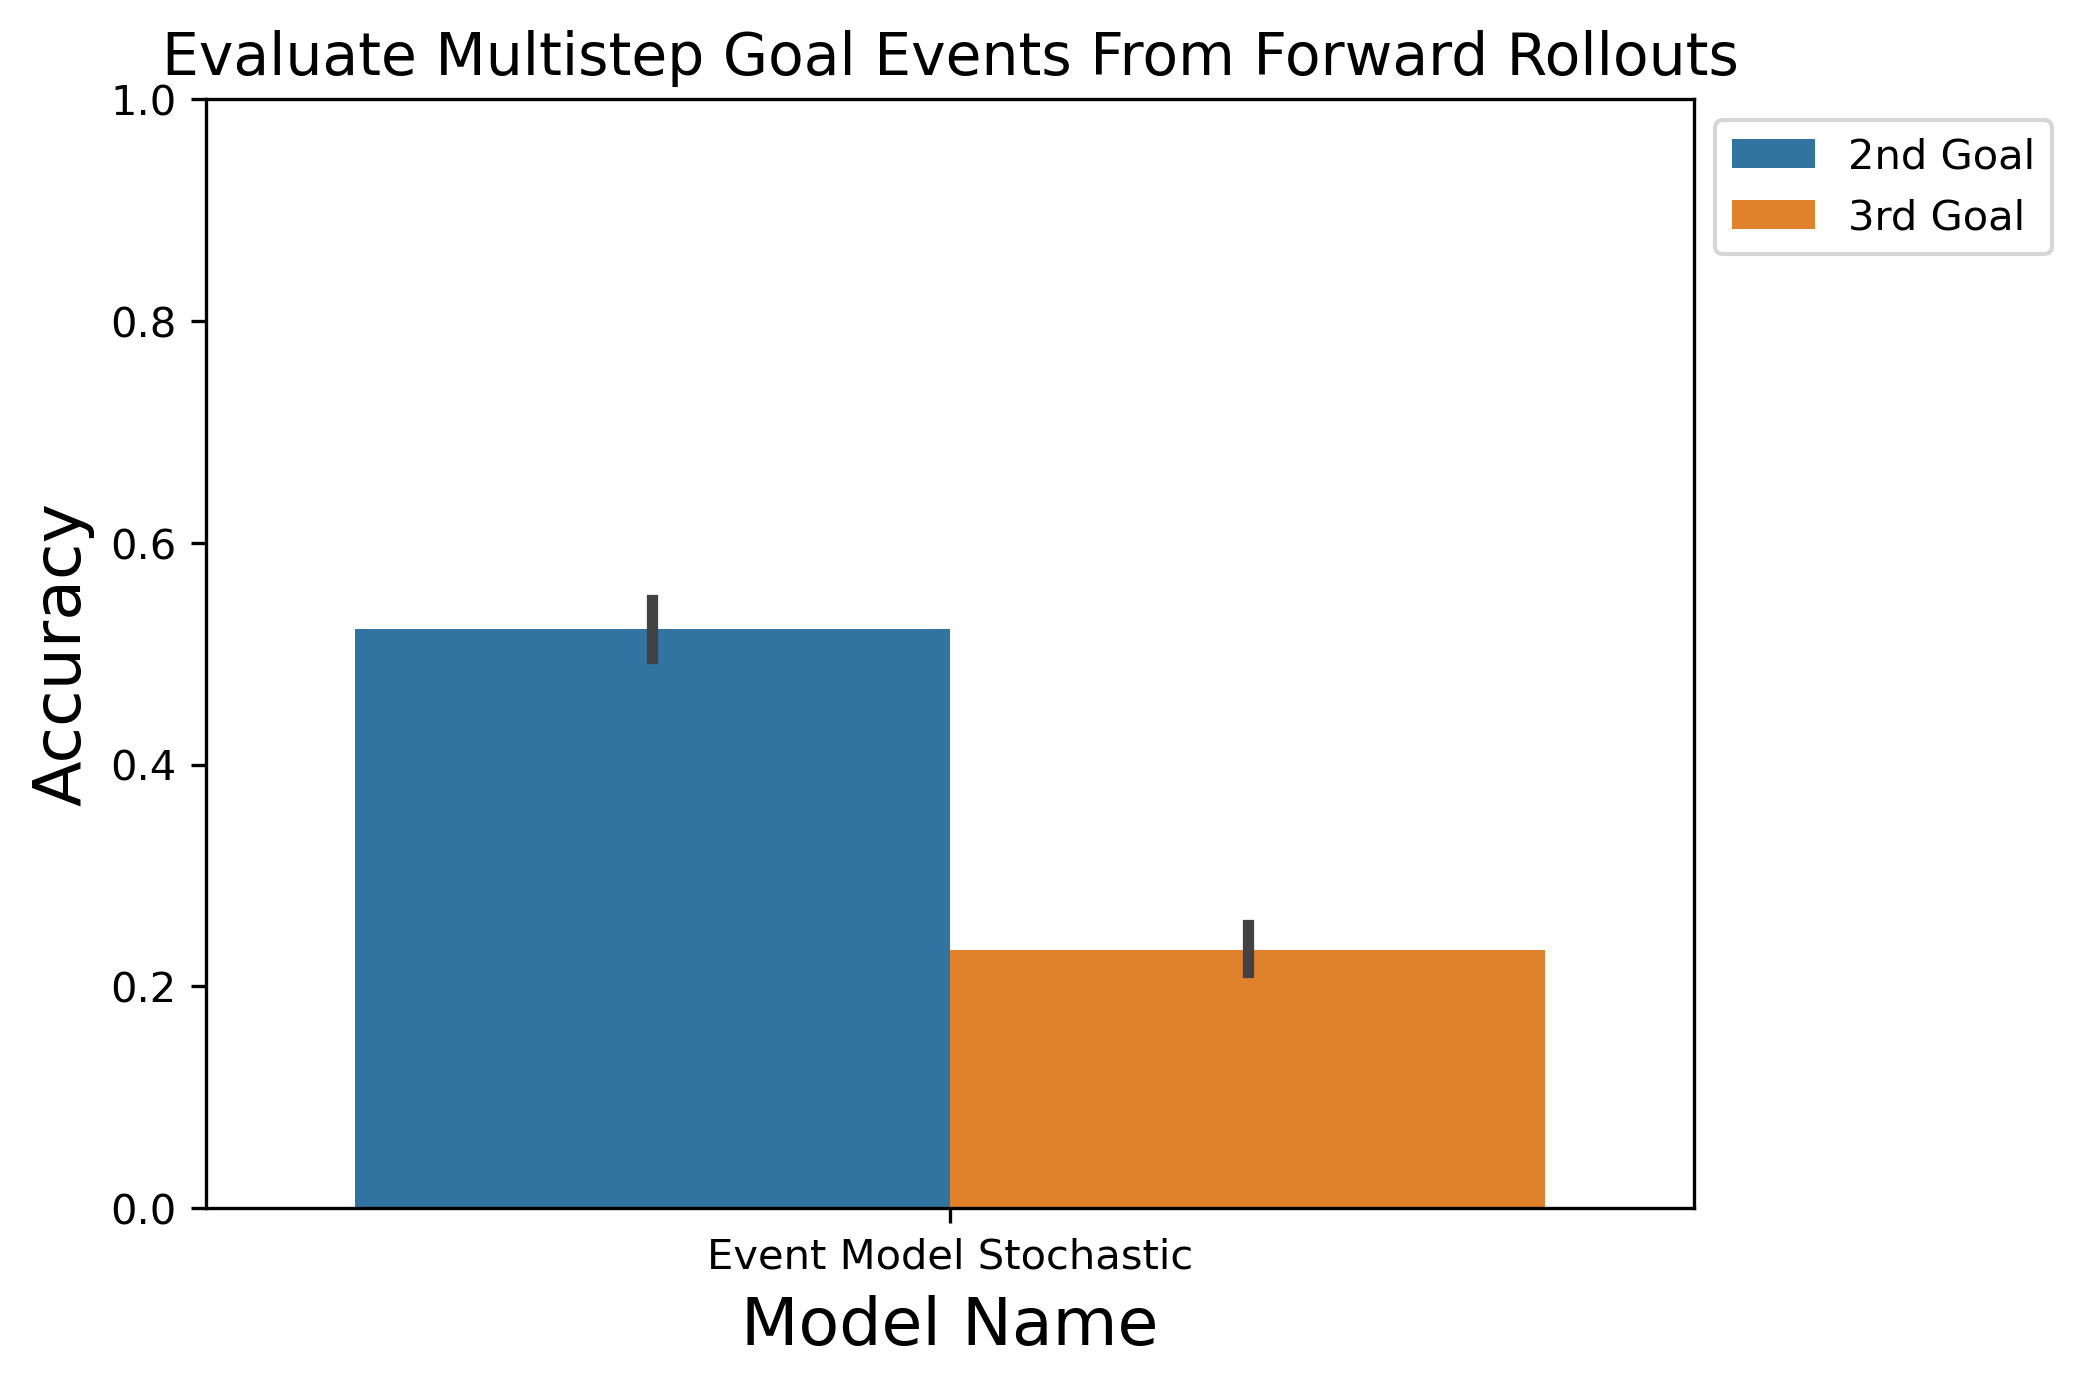 Evaluate Multistep Goal Events From Forward Rollouts
1.0
0.8
0.6
0.4
0.2
0.0
Accuracy
Event Model Stochastic
Model Name
2nd Goal
3rd Goal